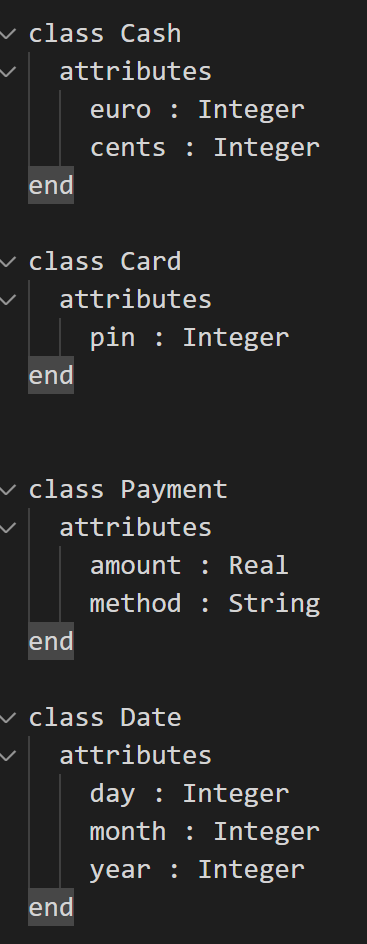 class Cash
attributes
euro : Integer
cents : Integer
end
class Card
attributes
pin : Integer
end
class Payment
attributes
amount : Real
method : String
end
class Date
attributes
day : Integer
month : Integer
year : Integer
end